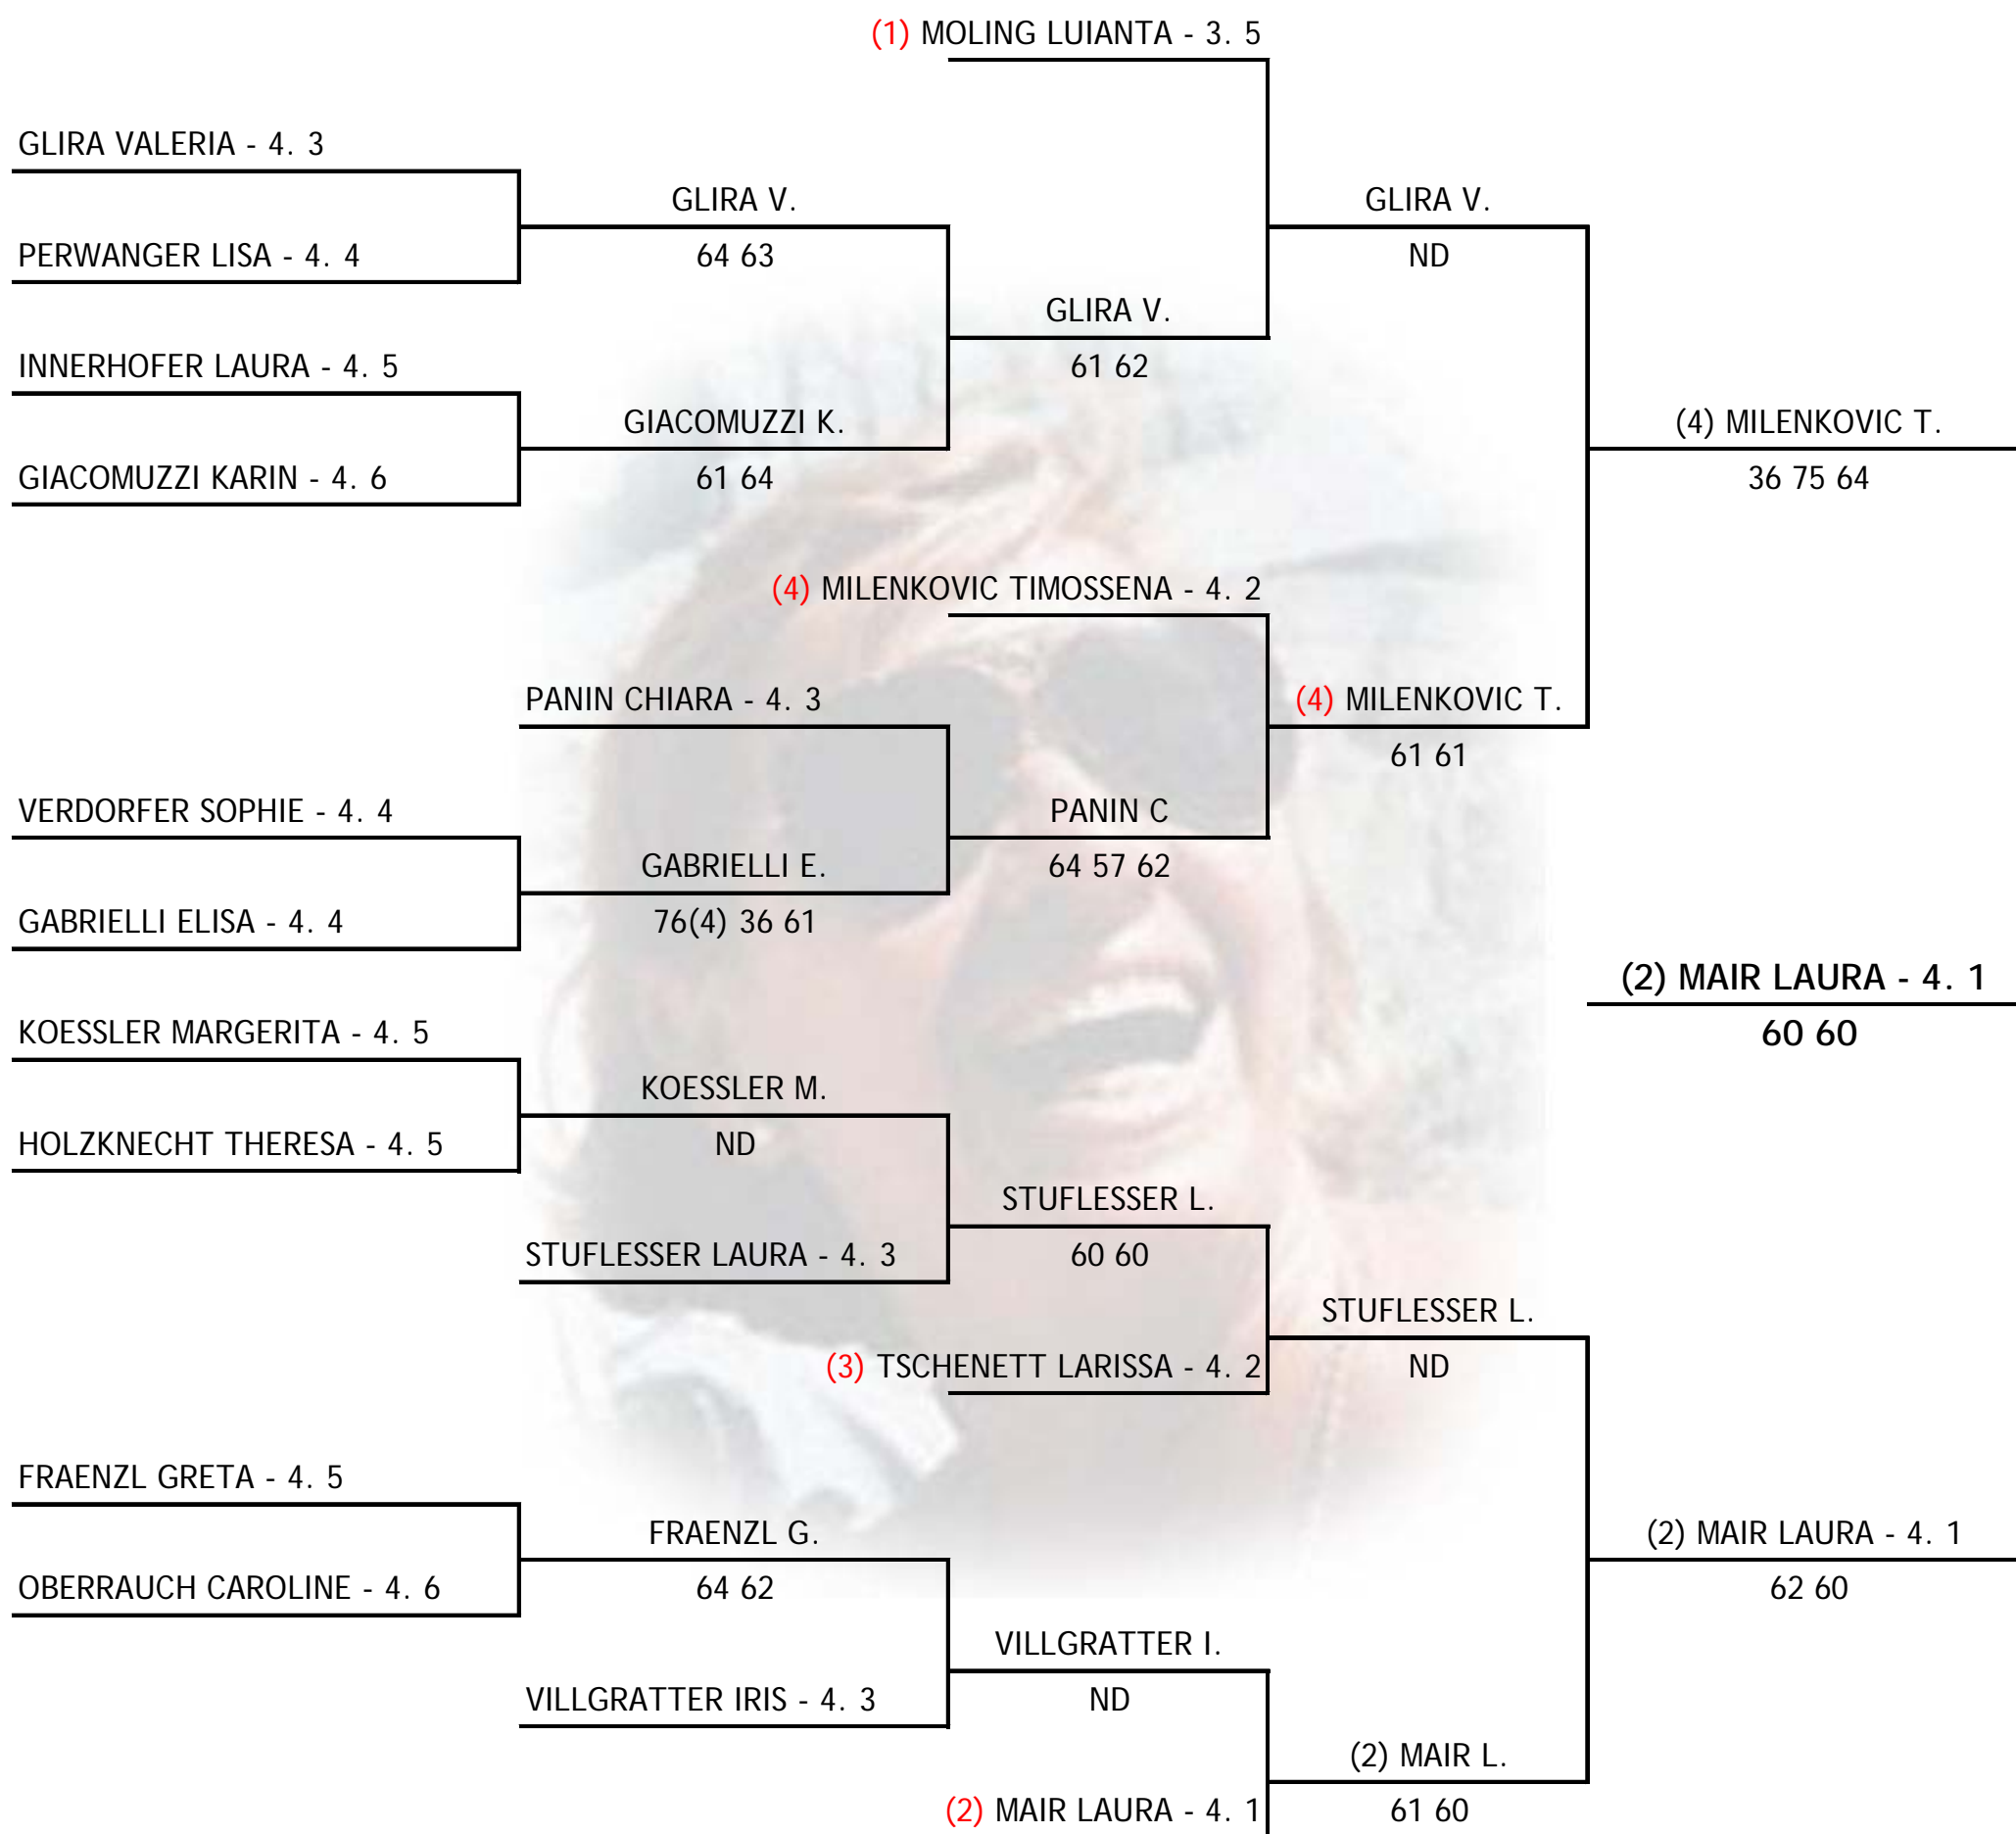 (1) MOLING LUIANTA - 3. 5
GLIRA VALERIA - 4. 3
GLIRA V.
GLIRA V.
PERWANGER LISA - 4. 4
64 63
ND
GLIRA V.
INNERHOFER LAURA - 4. 5
61 62
GIACOMUZZI K.
(4) MILENKOVIC T.
GIACOMUZZI KARIN - 4. 6
61 64
36 75 64
(4) MILENKOVIC TIMOSSENA - 4. 2
PANIN CHIARA - 4. 3
(4) MILENKOVIC T.
61 61
VERDORFER SOPHIE - 4. 4
PANIN C
GABRIELLI E.
64 57 62
GABRIELLI ELISA - 4. 4
76(4) 36 61
(2) MAIR LAURA - 4. 1
KOESSLER MARGERITA - 4. 5
60 60
KOESSLER M.
HOLZKNECHT THERESA - 4. 5
ND
STUFLESSER L.
STUFLESSER LAURA - 4. 3
60 60
STUFLESSER L.
(3) TSCHENETT LARISSA - 4. 2
ND
FRAENZL GRETA - 4. 5
FRAENZL G.
(2) MAIR LAURA - 4. 1
OBERRAUCH CAROLINE - 4. 6
64 62
62 60
VILLGRATTER I.
VILLGRATTER IRIS - 4. 3
ND
(2) MAIR L.
(2) MAIR LAURA - 4. 1
61 60